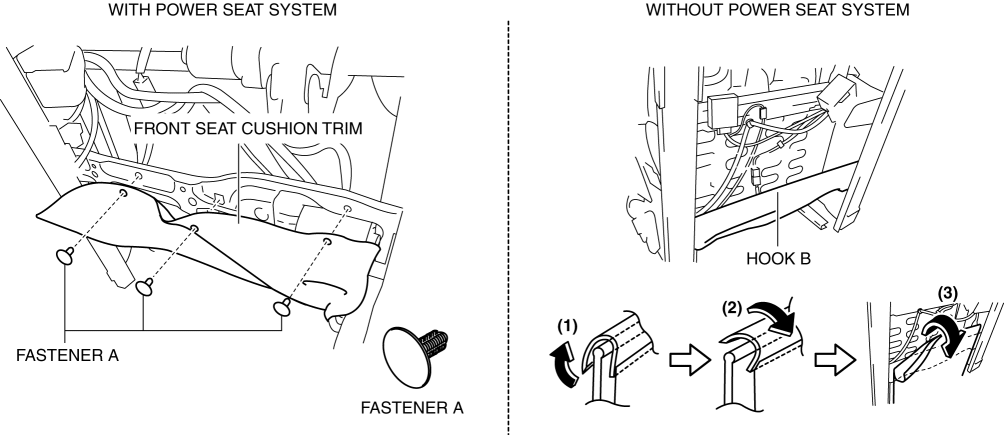 WITH POWER SEAT SYSTEM
FRONT SEAT CUSHION TRIM
FASTENER A
FASTENER A
WITHOUT POWER SEAT SYSTEM
HOOK B
(1)
(2)
(3)